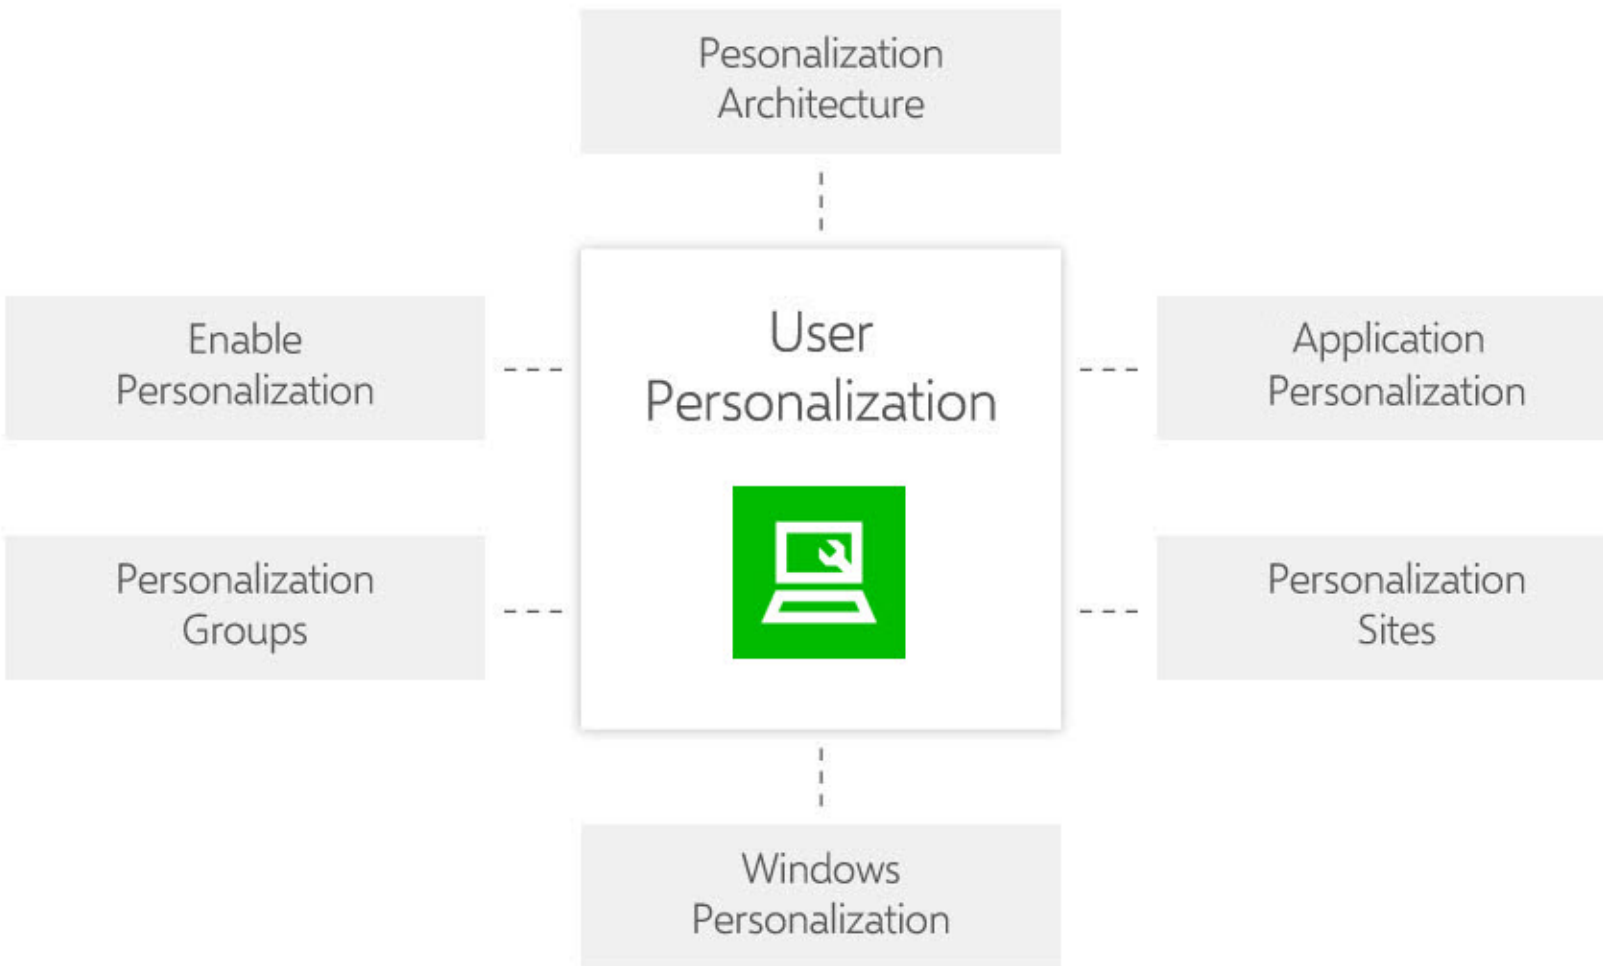 Pesonalization
Architecture
Enable
Personalization
User
Personalization
Application
Personalization
Personalization
Groups
Personalization
Sites
Windows
Personalization